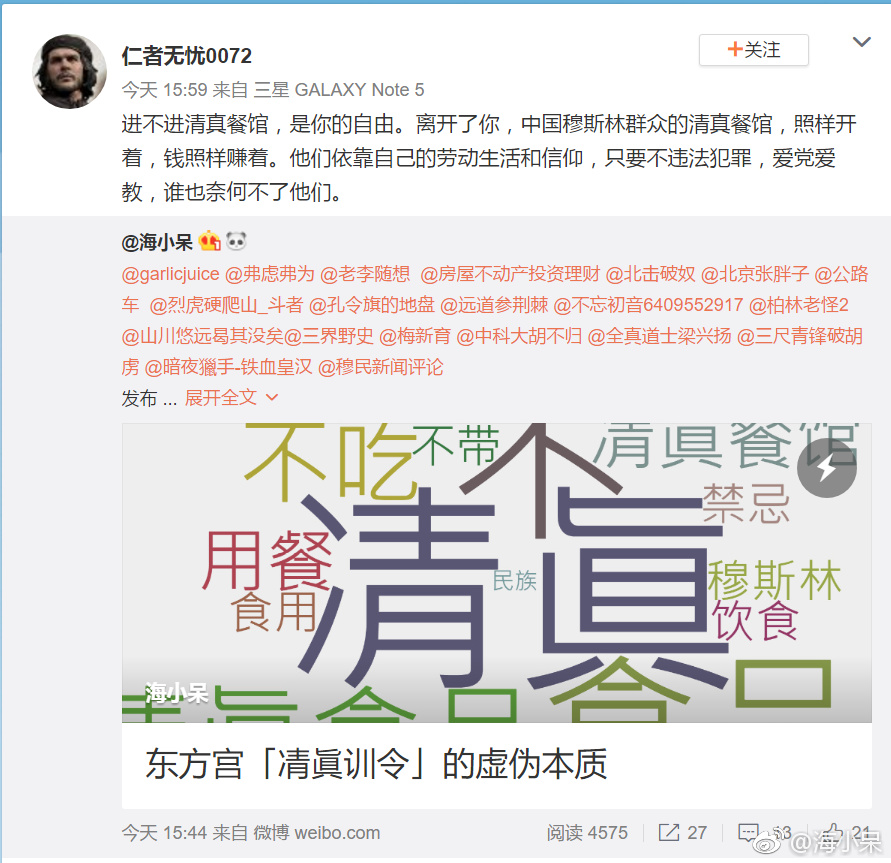 仁者无忧0072
+关注
今天 15:59 来自 三星 GALAXY Note 5
进不进清真餐馆，是你的自由。离开了你，中国穆斯林群众的清真餐馆，照样开
着，钱照样赚着。他们依靠自己的劳动生活和信仰，只要不违法犯罪，爱党爱
教，谁也奈何不了他们。
@海小呆
@garlicjuice @弗虑弗为 @老李随想 @房屋不动产投资理财 @北击破奴 @北京张胖子 @公路
车 @烈虎硬爬山_斗者 @孔令旗的地盘 @远道参荆棘 @不忘初音6409552917 @柏林老怪2
@山川悠远曷其没矣@三界野史 @梅新育 @中科大胡不归 @全真道士梁兴扬 @三尺青锋破胡
虏 @暗夜獵手-铁血皇汉 @穆民新闻评论
发布 ... 展开全文
不吃
不带
不
清真餐馆
禁忌
用餐
清真
民族
穆斯林
食用
饮食
海小呆
清真食品
食品
东方宫「凊眞训令」的虚伪本质
今天 15:44 来自 微博 weibo.com
阅读 4575
27
63
21
@海小呆